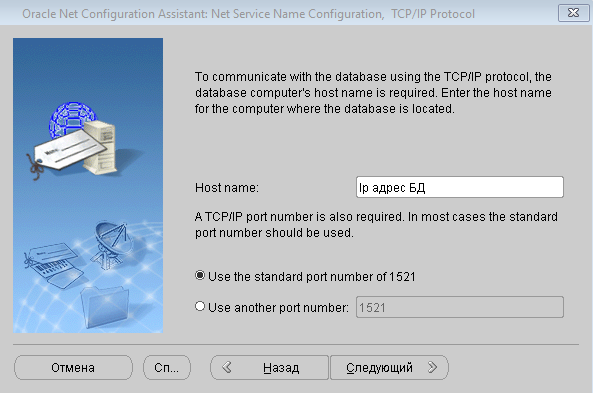 Oracle Net Configuration Assistant: Net Service Name Configuration, TCP/IP Protocol
To communicate with the database using the TCP/IP protocol, the
database computer's host name is required. Enter the host name
for the computer where the database is located.
Host name: Ip адрес БД
A TCP/IP port number is also required. In most cases the standard
port number should be used.
Use the standard port number of 1521
Use another port number: 1521
Отмена Сп... Назад Следующий